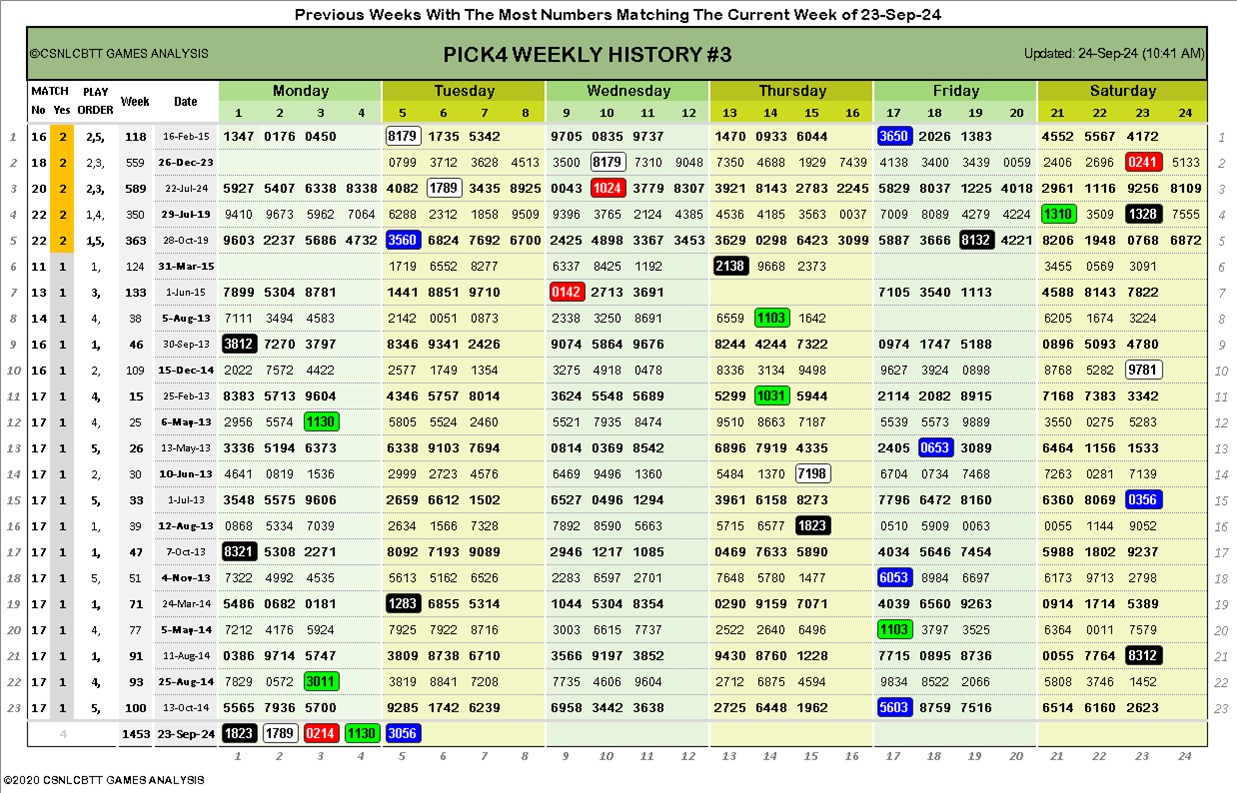 Previous Weeks With The Most Numbers Matching The Current Week of 23-Sep-24
©CSNLCBTT GAMES ANALYSIS PICK4 WEEKLY HISTORY #3 Updated: 24-Sep-24 (10:41 AM)
MATCH PLAY Week Date Monday Tuesday Wednesday Thursday Friday Saturday
No Yes ORDER 1 2 3 4 5 6 7 8 9 10 11 12 13 14 15 16 17 18 19 20 21 22 23 24
1 16 2 2,5, 118 16-Feb-15 1347 0176 0450 8179 1735 5342 9705 0835 9737 1470 0933 6044 3650 2026 1383 4552 5567 4172 1
2 18 2 2,3, 559 26-Dec-23 0799 3712 3628 4513 3500 8179 7310 9048 7350 4688 1929 7439 4138 3400 3439 0059 2406 2696 0241 5133 2
3 20 2 2,3, 589 22-Jul-24 5927 5407 6338 8338 4082 1789 3435 8925 0043 1024 3779 8307 3921 8143 2783 2245 5829 8037 1225 4018 2961 1116 9256 8109 3
4 22 2 1,4, 350 29-Jul-19 9410 9673 5962 7064 6288 2312 1858 9509 9396 3765 2124 4385 4536 4185 3563 0037 7009 8089 4279 4224 1310 3509 1328 7555 4
5 22 2 1,5, 363 28-Oct-19 9603 2237 5686 4732 3560 6824 7692 6700 2425 4898 3367 3453 3629 0298 6423 3099 5887 3666 8132 4221 8206 1948 0768 6872 5
6 11 1 1, 124 31-Mar-15 1719 6552 8277 6337 8425 1192 2138 9668 2373 3455 0569 3091 6
7 13 1 3, 133 1-Jun-15 7899 5304 8781 1441 8851 9710 0142 2713 3691 7105 3540 1113 4588 8143 7822 7
8 14 1 4, 38 5-Aug-13 7111 3494 4583 2142 0051 0873 2338 3250 8691 6559 1103 1642 6205 1674 3224 8
9 16 1 1, 46 30-Sep-13 3812 7270 3797 8346 9341 2426 9074 5864 9676 8244 4244 7322 0974 1747 5188 0896 5093 4780 9
10 16 1 2, 109 15-Dec-14 2022 7572 4422 2577 1749 1354 3275 4918 0478 8336 3134 9498 9627 3924 0898 8768 5282 9781 10
11 17 1 4, 15 25-Feb-13 8383 5713 9604 4346 5757 8014 3624 5548 5689 5299 1031 5944 2114 2082 8915 7168 7383 3342 11
12 17 1 4, 25 6-May-13 2956 5574 1130 5805 5524 2460 5521 7935 8474 9510 8663 7187 5539 5573 9889 3550 0275 5283 12
13 17 1 5, 26 13-May-13 3336 5194 6373 6338 9103 7694 0814 0369 8542 6896 7919 4335 2405 0653 3089 6464 1156 1533 13
14 17 1 2, 30 10-Jun-13 4641 0819 1536 2999 2723 4576 6469 9496 1360 5484 1370 7198 6704 0734 7468 7263 0281 7139 14
15 17 1 5, 33 1-Jul-13 3548 5575 9606 2659 6612 1502 6527 0496 1294 3961 6158 8273 7796 6472 8160 6360 8069 0356 15
16 17 1 1, 39 12-Aug-13 0868 5334 7039 2634 1566 7328 7892 8590 5663 5715 6577 1823 0510 5909 0063 0055 1144 9052 16
17 17 1 1, 47 7-Oct-13 8321 5308 2271 8092 7193 9089 2946 1217 1085 0469 7633 5890 4034 5646 7454 5988 1802 9237 17
18 17 1 5, 51 4-Nov-13 7322 4992 4535 5613 5162 6526 2283 6597 2701 7648 5780 1477 6053 8984 6697 6173 9713 2798 18
19 17 1 1, 71 24-Mar-14 5486 0682 0181 1283 6855 5314 1044 5304 8354 0290 9159 7071 4039 6560 9263 0914 1714 5389 19
20 17 1 4, 77 5-May-14 7212 4176 5924 7925 7922 8716 3003 6615 7737 2522 2640 6496 1103 3797 3525 6364 0011 7579 20
21 17 1 1, 91 11-Aug-14 0386 9714 5747 3809 8738 6710 3566 9197 3852 9430 8760 1228 7715 0895 8736 0055 7764 8312 21
22 17 1 4, 93 25-Aug-14 7829 0572 3011 3819 8841 7208 7735 4606 9604 2712 6875 4594 9834 8522 2066 5808 3746 1452 22
23 17 1 5, 100 13-Oct-14 5565 7936 5700 9285 1742 6239 6958 3442 3638 2725 6448 1962 5603 8759 7516 6514 6160 2623 23
4 1453 23-Sep-24 1823 1789 0214 1130 3056
1 2 3 4 5 6 7 8 9 10 11 12 13 14 15 16 17 18 19 20 21 22 23 24
©2020 CSNLCBTT GAMES ANALYSIS